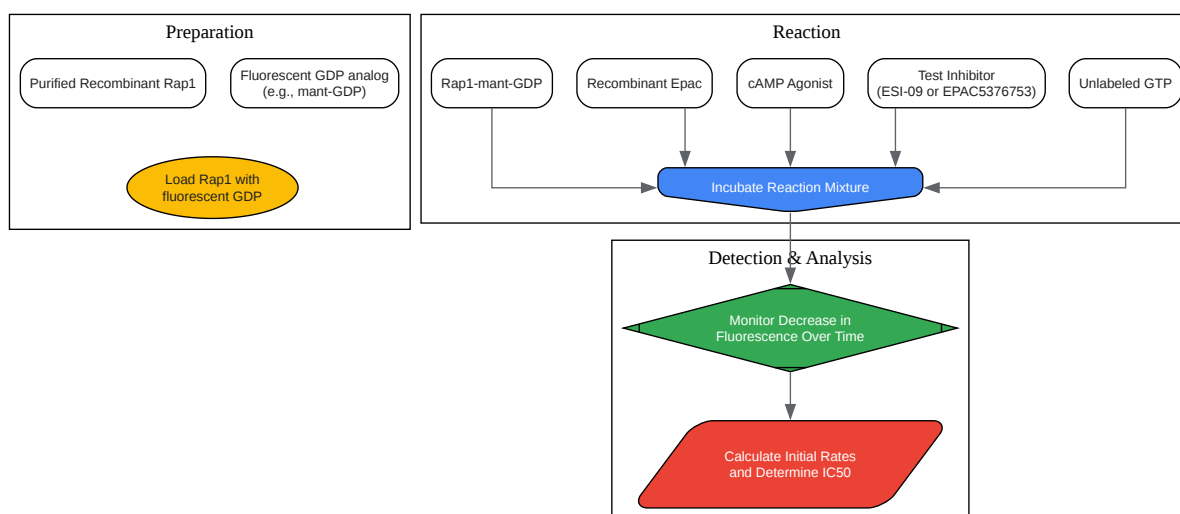 Preparation
Purified Recombinant Rap1
Fluorescent GDP analog
(e.g., mant-GDP)
Load Rap1 with
fluorescent GDP
Reaction
Rap1-mant-GDP
Recombinant Epac
cAMP Agonist
Test Inhibitor
(ESI-09 or EPAC5376753)
Unlabeled GTP
Incubate Reaction Mixture
Detection & Analysis
Monitor Decrease in
Fluorescence Over Time
Calculate Initial Rates
and Determine IC50